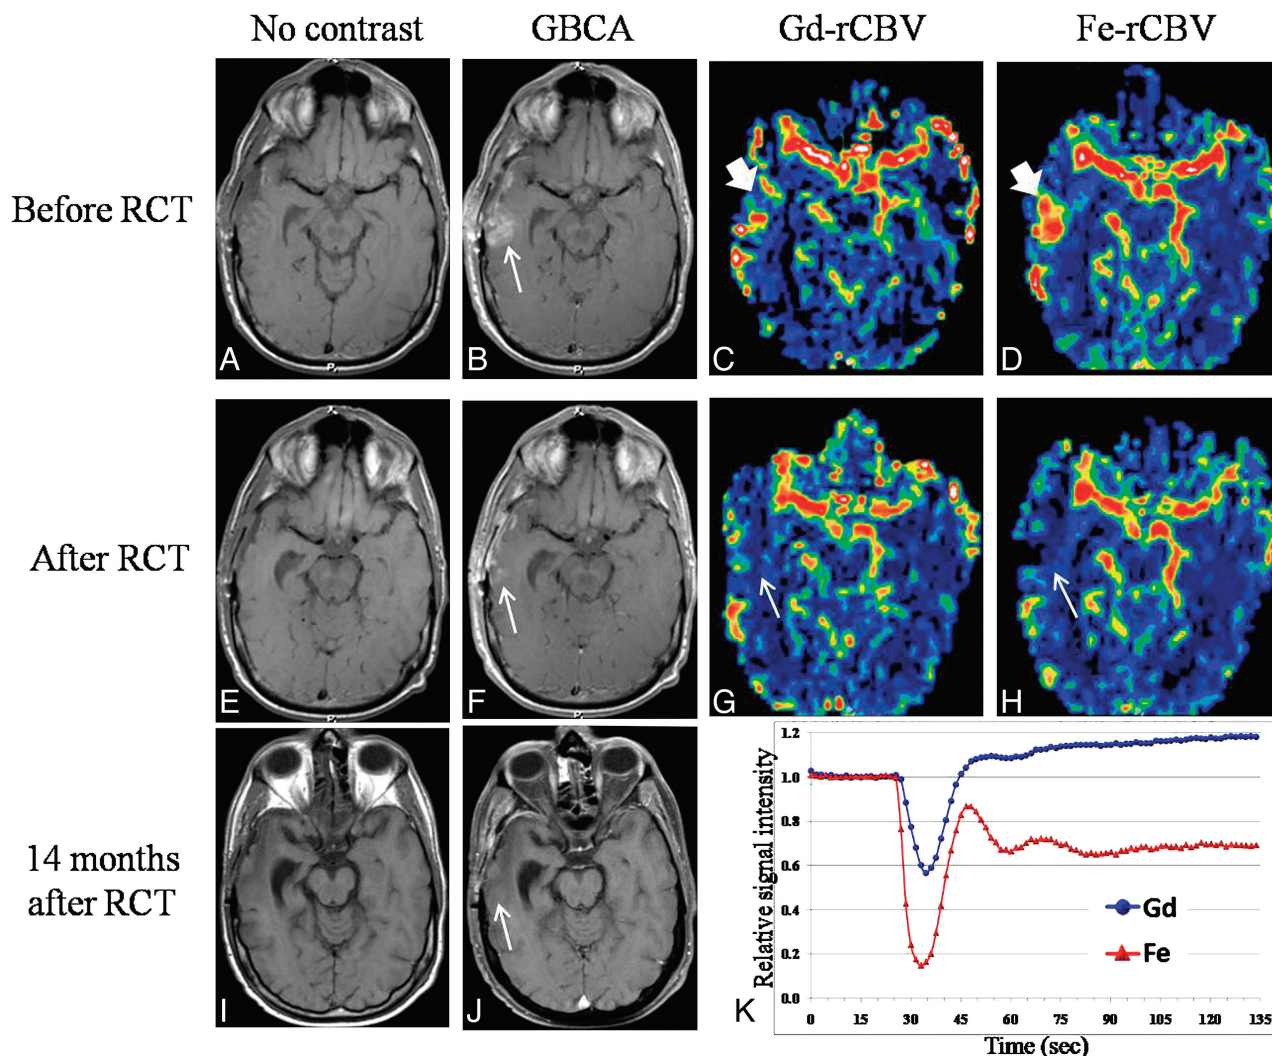 No contrast GBCA Gd-rCBV Fe-rCBV
Before RCT
A B C D
After RCT
E F G H
14 months
after RCT
I J K
Relative signal intensity
1.2
1.0
0.8
0.6
0.4
0.2
0.0
Gd
Fe
0 15 30 45 60 75 90 105 120 135
Time (sec)